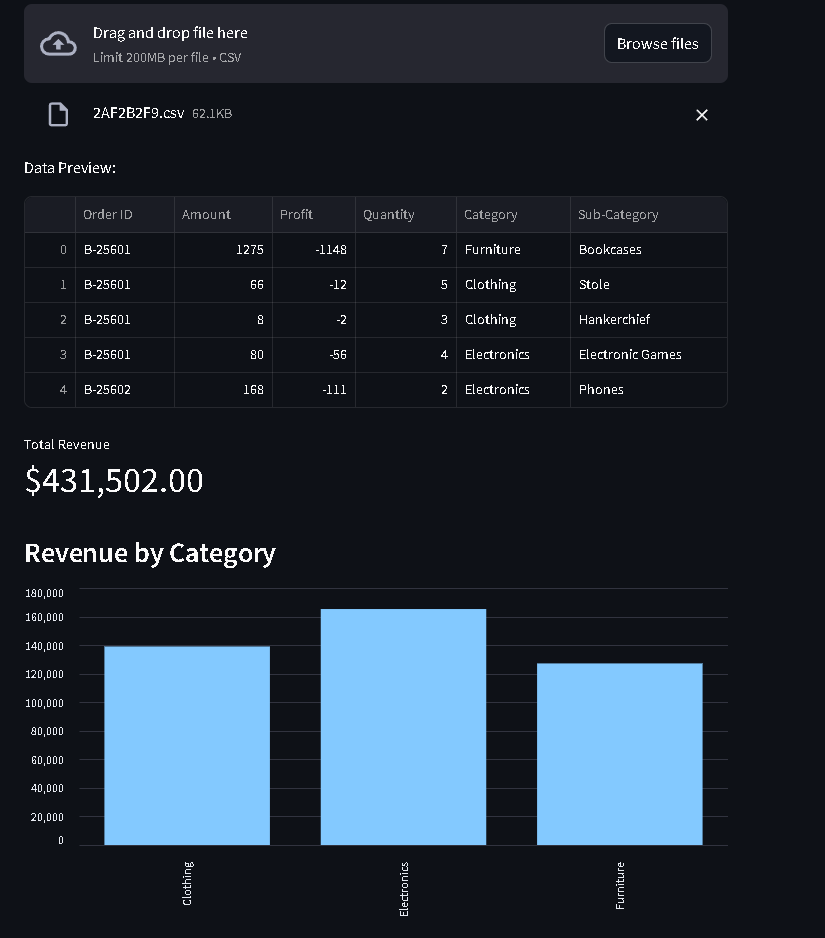 Drag and drop file here
Limit 200MB per file • CSV
Browse files
2AF2B2F9.csv 62.1KB
Data Preview:
Order ID Amount Profit Quantity Category Sub-Category
0 B-25601 1275 -1148 7 Furniture Bookcases
1 B-25601 66 -12 5 Clothing Stole
2 B-25601 8 -2 3 Clothing Hankerchief
3 B-25601 80 -56 4 Electronics Electronic Games
4 B-25602 168 -111 2 Electronics Phones
Total Revenue
$431,502.00
Revenue by Category
180,000
160,000
140,000
120,000
100,000
80,000
60,000
40,000
20,000
0
Clothing
Electronics
Furniture